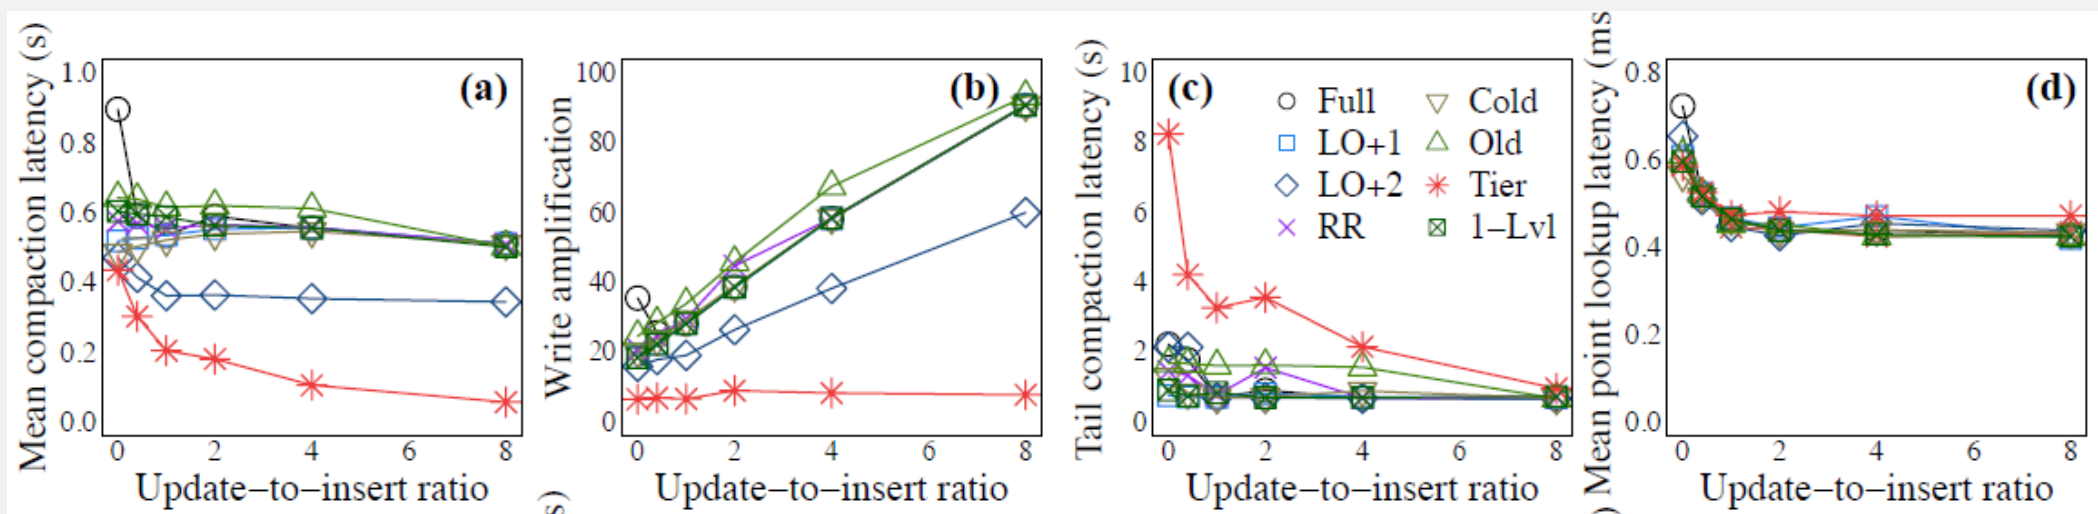 Mean compaction latency (s)
1.0
0.8
0.6
0.4
0.2
0.0
(a)
0 2 4 6 8
Update–to–insert ratio
Write amplification
100
80
60
40
20
0
(b)
0 2 4 6 8
Update–to–insert ratio
s)
Tail compaction latency (s)
10
8
6
4
2
0
(c)
Full Cold
LO+1 Old
LO+2 Tier
RR 1–Lvl
0 2 4 6 8
Update–to–insert ratio
) Mean point lookup latency (ms
0.8
0.6
0.4
0.2
0.0
(d)
0 2 4 6 8
Update–to–insert ratio
)